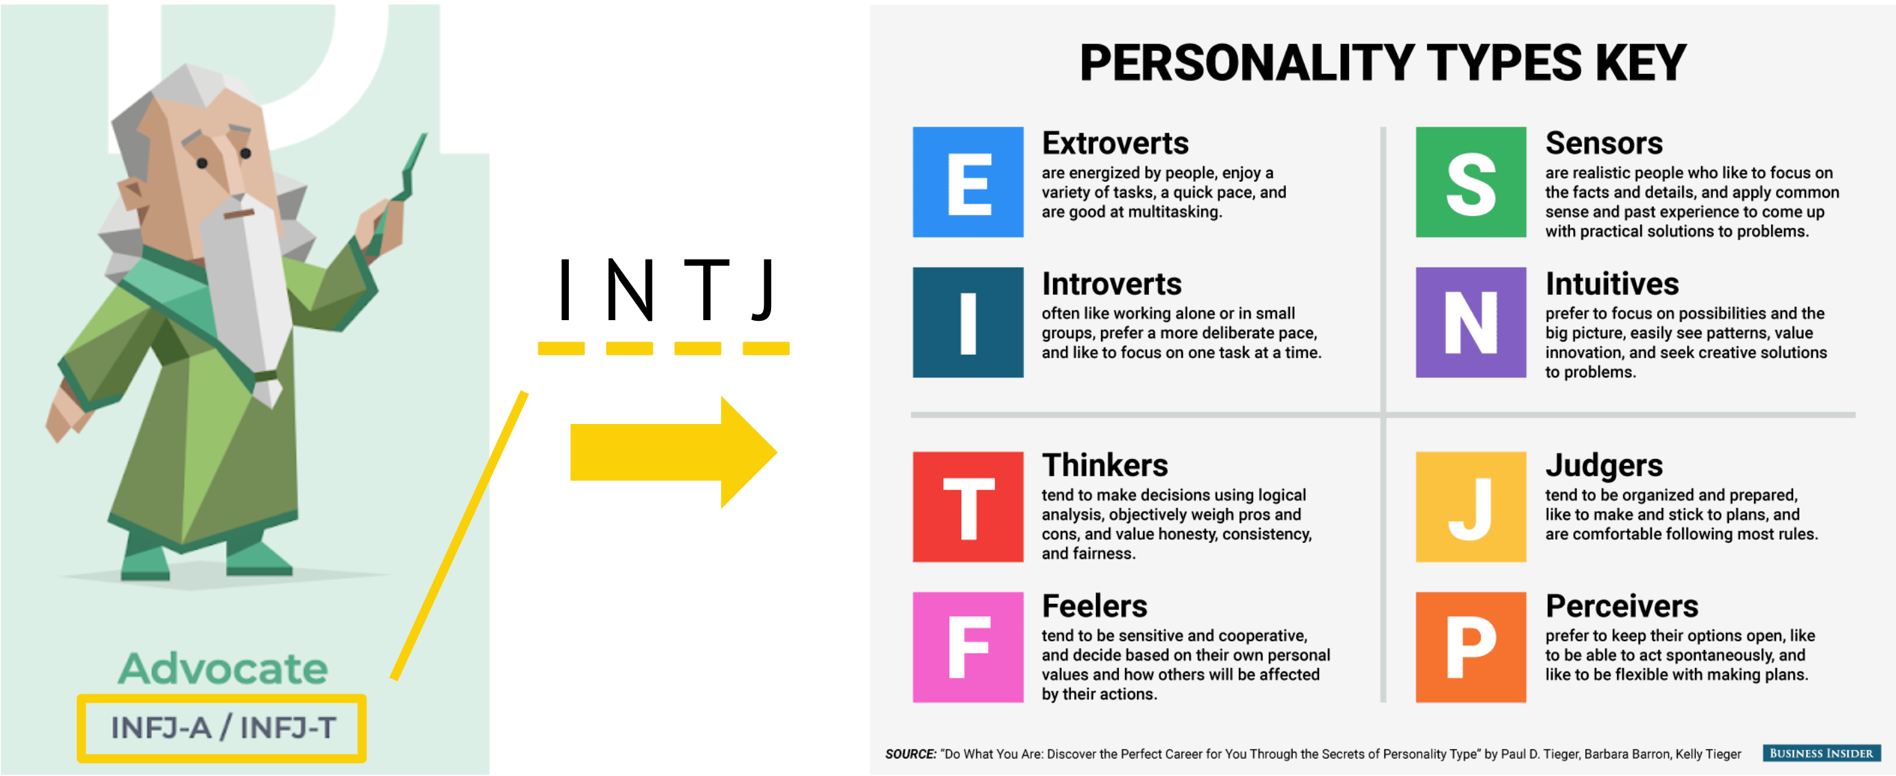 Advocate
INFJ-A / INFJ-T
I N T J
PERSONALITY TYPES KEY
E
Extroverts
are energized by people, enjoy a
variety of tasks, a quick pace, and
are good at multitasking.
S
Sensors
are realistic people who like to focus on
the facts and details, and apply common
sense and past experience to come up
with practical solutions to problems.
I
Introverts
often like working alone or in small
groups, prefer a more deliberate pace,
and like to focus on one task at a time.
N
Intuitives
prefer to focus on possibilities and the
big picture, easily see patterns, value
innovation, and seek creative solutions
to problems.
T
Thinkers
tend to make decisions using logical
analysis, objectively weigh pros and
cons, and value honesty, consistency,
and fairness.
J
Judgers
tend to be organized and prepared,
like to make and stick to plans, and
are comfortable following most rules.
F
Feelers
tend to be sensitive and cooperative,
and decide based on their own personal
values and how others will be affected
by their actions.
P
Perceivers
prefer to keep their options open, like
to be able to act spontaneously, and
like to be flexible with making plans.
SOURCE: "Do What You Are: Discover the Perfect Career for You Through the Secrets of Personality Type" by Paul D. Tieger, Barbara Barron, Kelly Tieger
BUSINESS INSIDER